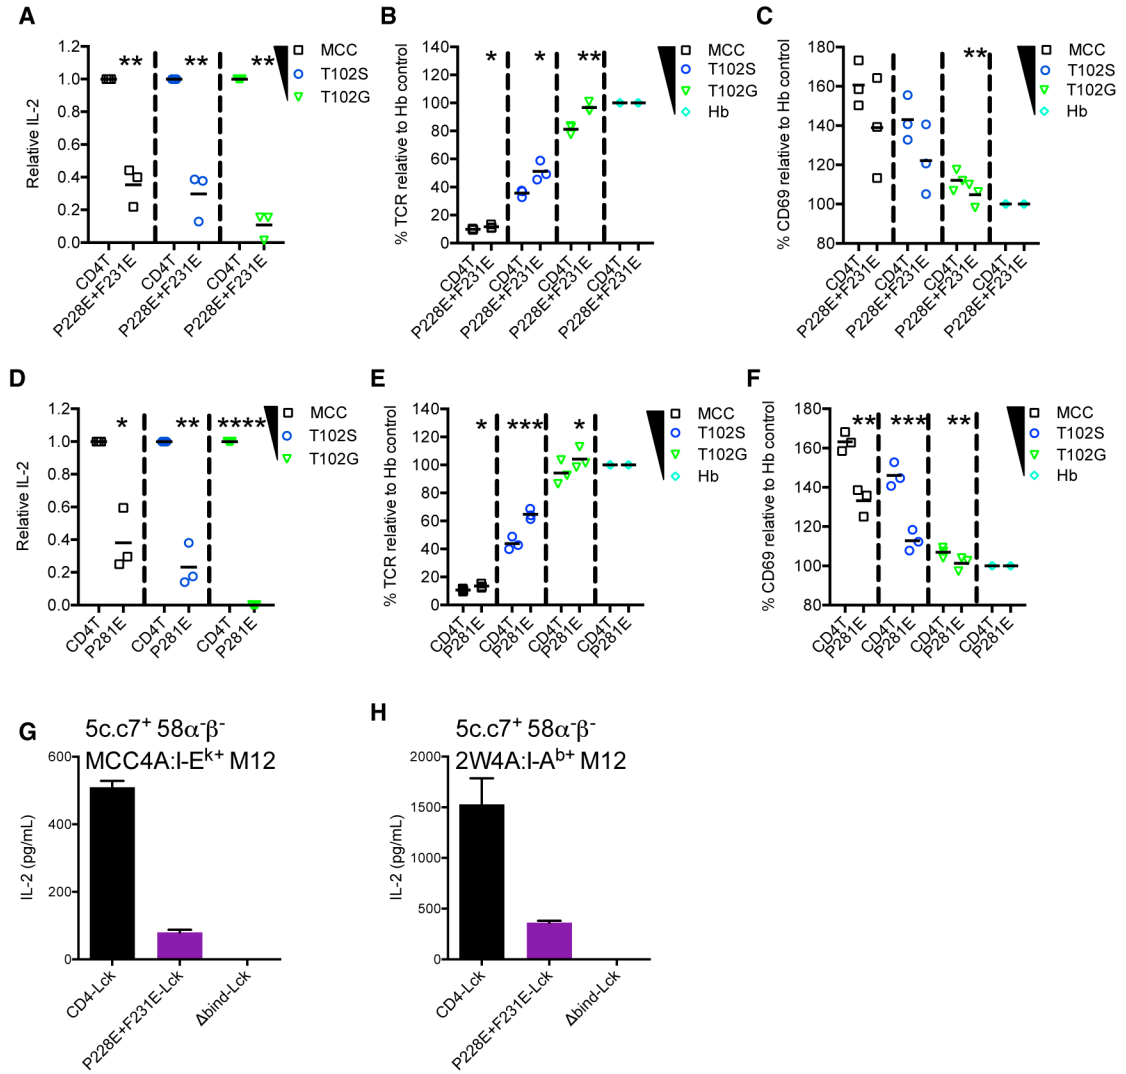 A
Relative IL-2
1.2
1.0
0.8
0.6
0.4
0.2
0.0
**
**
**
MCC
T102S
T102G
CD4T
P228E+F231E
CD4T
P228E+F231E
CD4T
P228E+F231E
B
% TCR relative to Hb control
140
120
100
80
60
40
20
0
*
*
**
MCC
T102S
T102G
Hb
CD4T
P228E+F231E
CD4T
P228E+F231E
CD4T
P228E+F231E
CD4T
P228E+F231E
C
% CD69 relative to Hb control
180
160
140
120
100
80
**
MCC
T102S
T102G
Hb
CD4T
P228E+F231E
CD4T
P228E+F231E
CD4T
P228E+F231E
CD4T
P228E+F231E
D
Relative IL-2
1.2
1.0
0.8
0.6
0.4
0.2
0.0
*
**
****
MCC
T102S
T102G
CD4T
P281E
CD4T
P281E
CD4T
P281E
E
% TCR relative to Hb control
140
120
100
80
60
40
20
0
*
***
*
MCC
T102S
T102G
Hb
CD4T
P281E
CD4T
P281E
CD4T
P281E
CD4T
P281E
F
% CD69 relative to Hb control
180
160
140
120
100
80
**
***
**
MCC
T102S
T102G
Hb
CD4T
P281E
CD4T
P281E
CD4T
P281E
CD4T
P281E
G
5c.c7⁺ 58α⁻β⁻
MCC4A:I-Eᵏ⁺ M12
IL-2 (pg/mL)
600
400
200
0
CD4-Lck
P228E+F231E-Lck
Δbind-Lck
H
5c.c7⁺ 58α⁻β⁻
2W4A:I-Aᵇ⁺ M12
IL-2 (pg/mL)
2000
1500
1000
500
0
CD4-Lck
P228E+F231E-Lck
Δbind-Lck